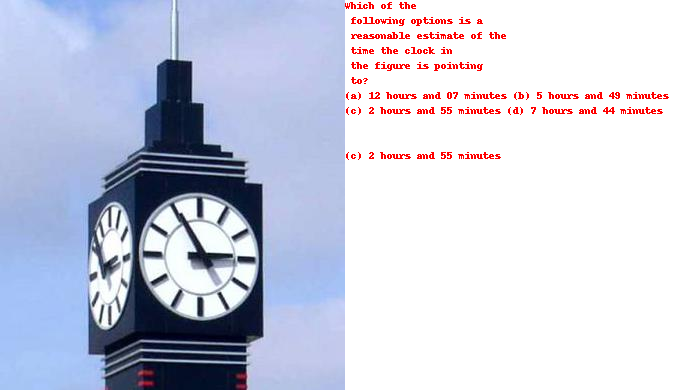 Which of the
following options is a
reasonable estimate of the
time the clock in
the figure is pointing
to?
(a) 12 hours and 07 minutes (b) 5 hours and 49 minutes
(c) 2 hours and 55 minutes (d) 7 hours and 44 minutes
(c) 2 hours and 55 minutes